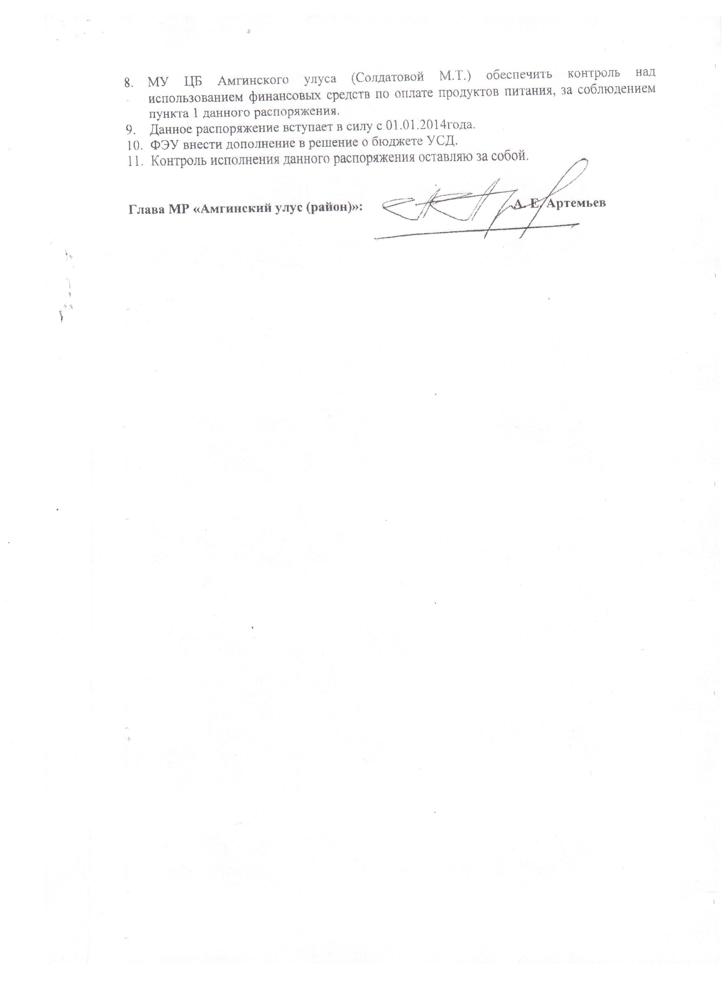 8. МУ ЦБ Амгинского улуса (Солдатовой М.Т.) обеспечить контроль над
использованием финансовых средств по оплате продуктов питания, за соблюдением
пункта 1 данного распоряжения.
9. Данное распоряжение вступает в силу с 01.01.2014года.
10. ФЭУ внести дополнение в решение о бюджете УСД.
11. Контроль исполнения данного распоряжения оставляю за собой.
Глава МР «Амгинский улус (район)»: А. Е. Артемьев